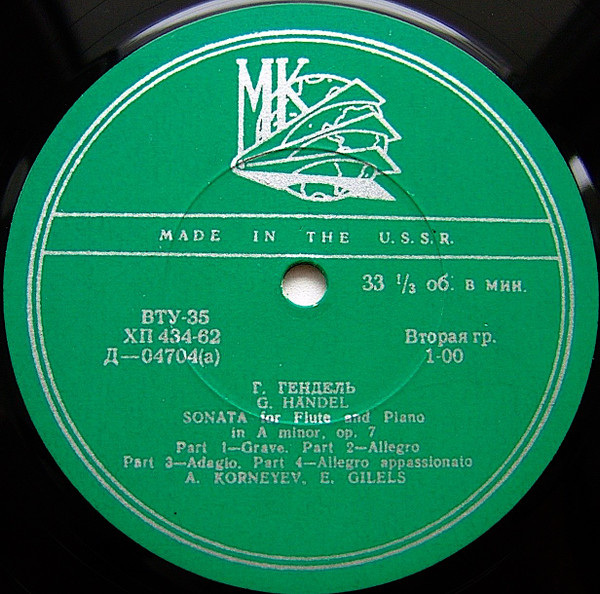 МК
MADE IN THE U.S.S.R.
33 ⅓ об. в мин.
ВТУ-35
ХП 434-62
Д—04704(а)
Вторая гр.
1-00
Г. ГЕНДЕЛЬ
G. HÄNDEL
SONATA for Flute and Piano
in A minor, op. 7
Part 1—Grave. Part 2—Allegro
Part 3—Adagio. Part 4—Allegro appassionato
A. KORNEYEV, E. GILELS